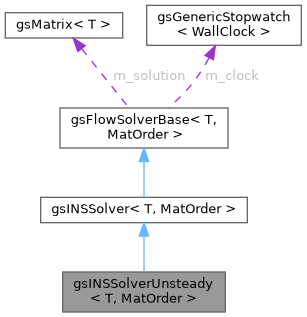 gsMatrix< T >
gsGenericStopwatch
< WallClock >
m_solution
m_clock
gsFlowSolverBase< T,
MatOrder >
gsINSSolver< T, MatOrder >
gsINSSolverUnsteady
< T, MatOrder >